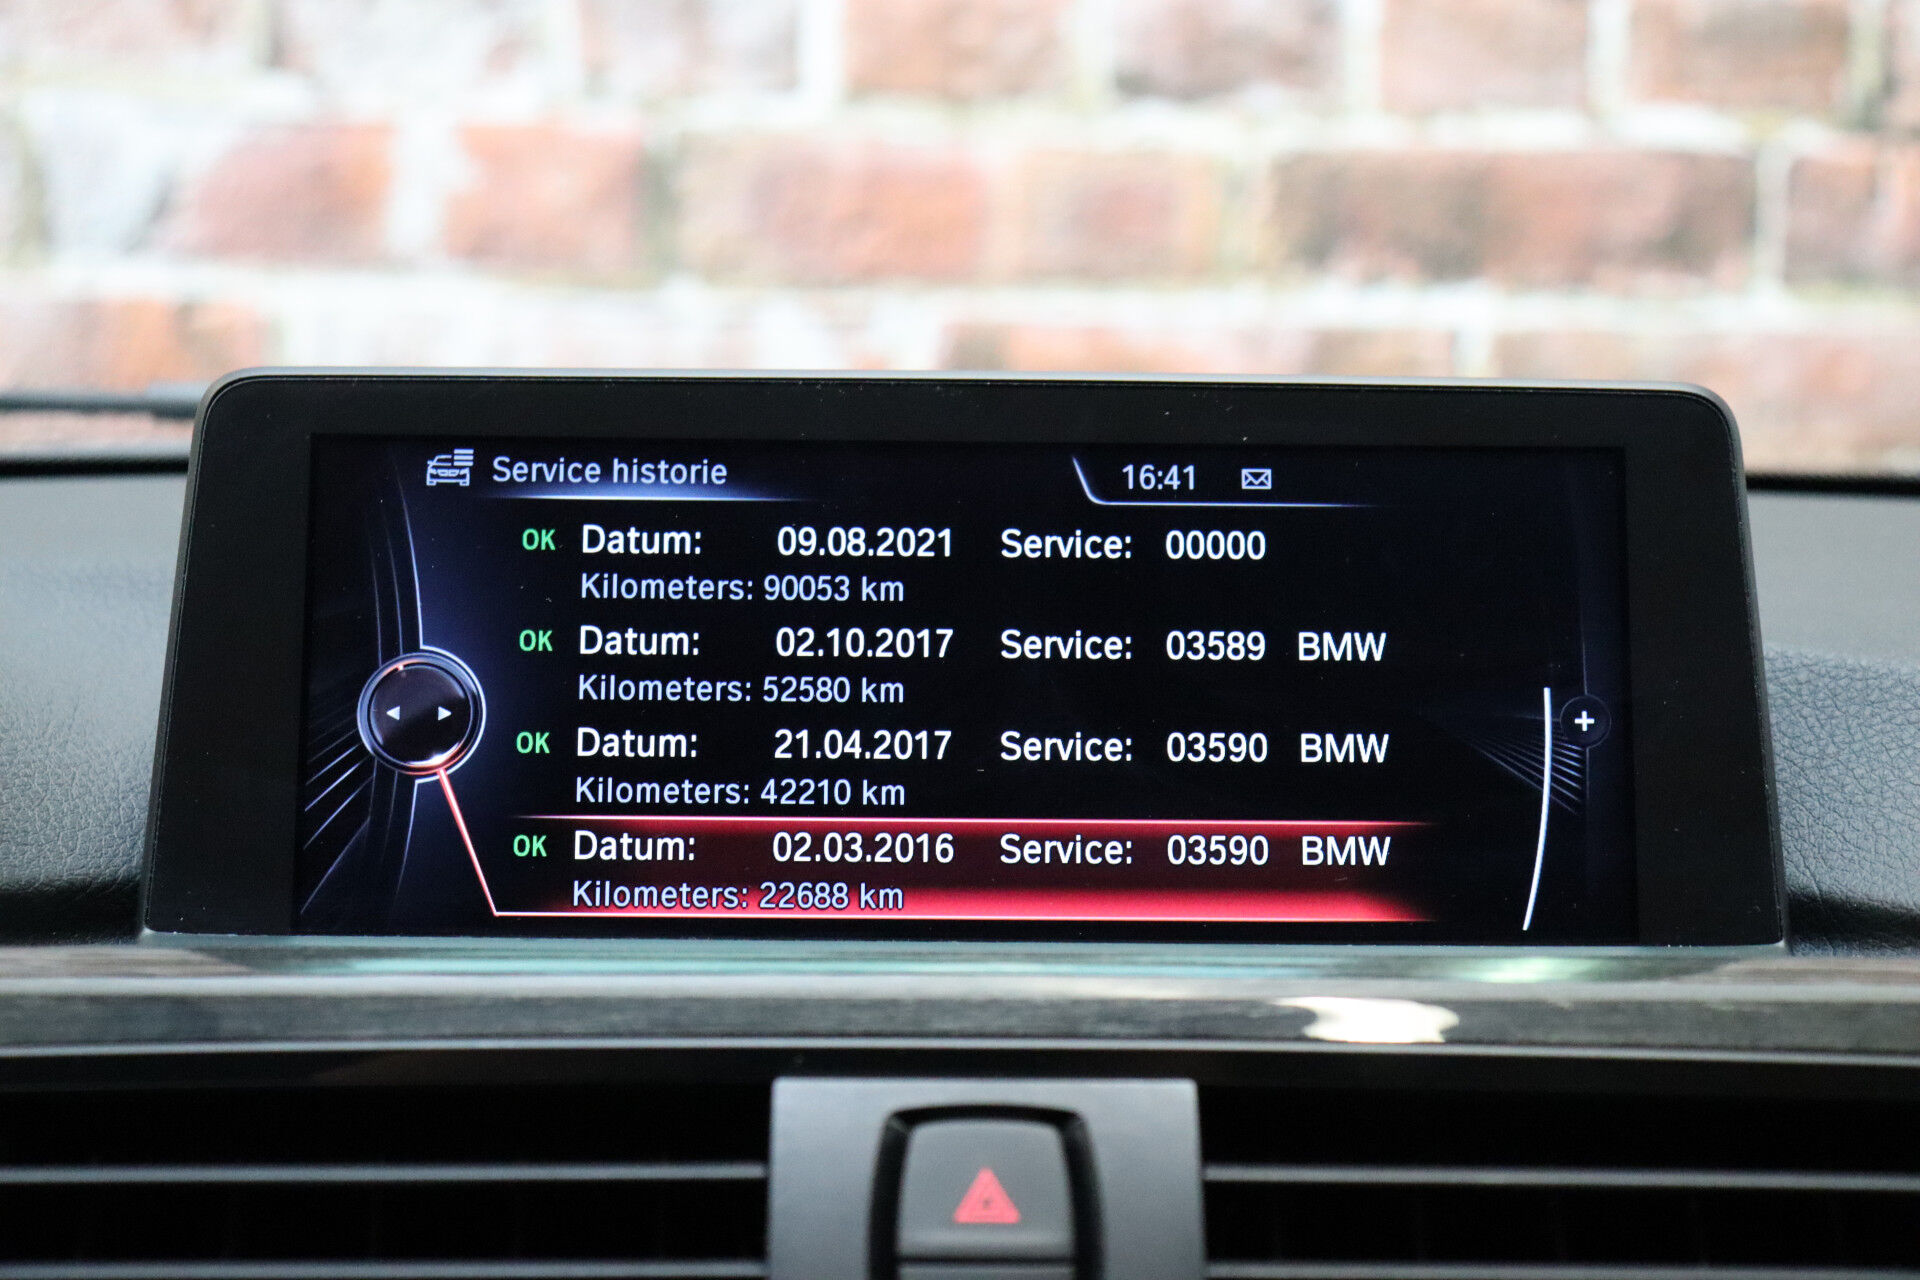 Service historie 16:41
OK Datum: 09.08.2021 Service: 00000
Kilometers: 90053 km
OK Datum: 02.10.2017 Service: 03589 BMW
Kilometers: 52580 km
OK Datum: 21.04.2017 Service: 03590 BMW
Kilometers: 42210 km
OK Datum: 02.03.2016 Service: 03590 BMW
Kilometers: 22688 km